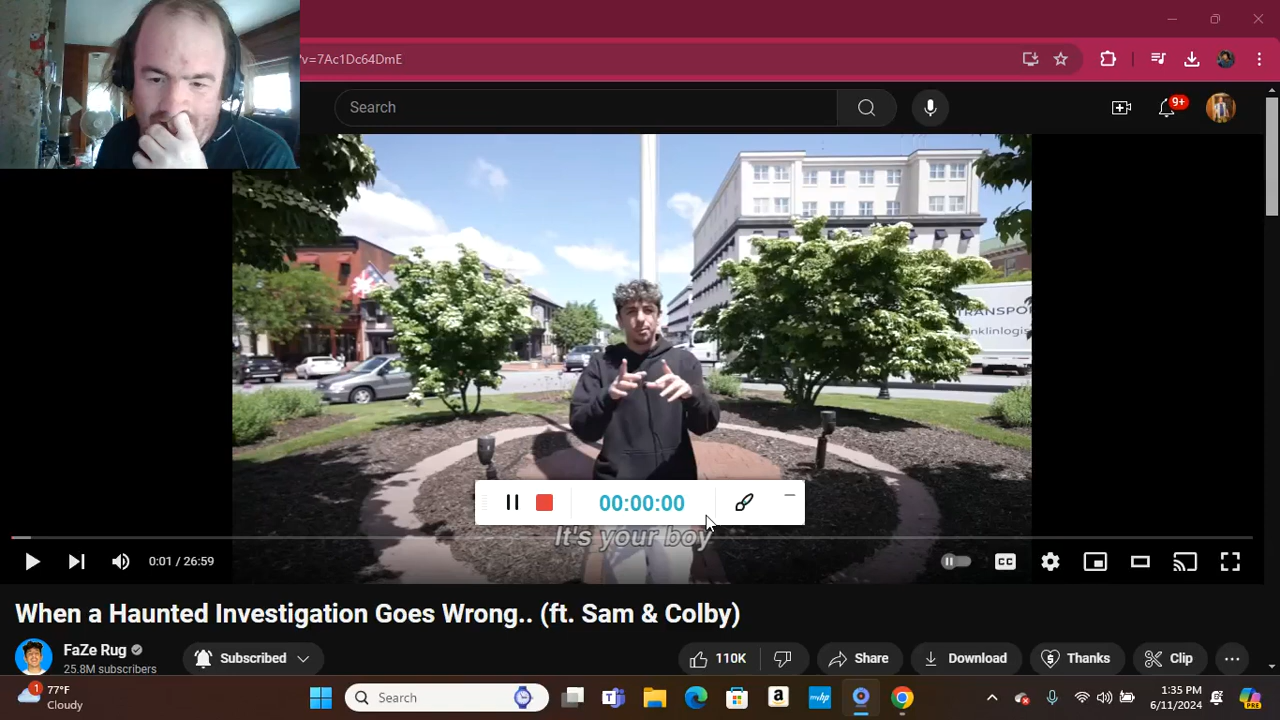 ?v=7Ac1Dc64DmE
Search
9+
TRANSPOR
nklinlogis
00:00:00
It's your boy
0:01 / 26:59
CC
When a Haunted Investigation Goes Wrong.. (ft. Sam & Colby)
FaZe Rug
25.8M subscribers
Subscribed
110K
Share
Download
Thanks
Clip
1
77°F
Cloudy
Search
1:35 PM
6/11/2024
PRE